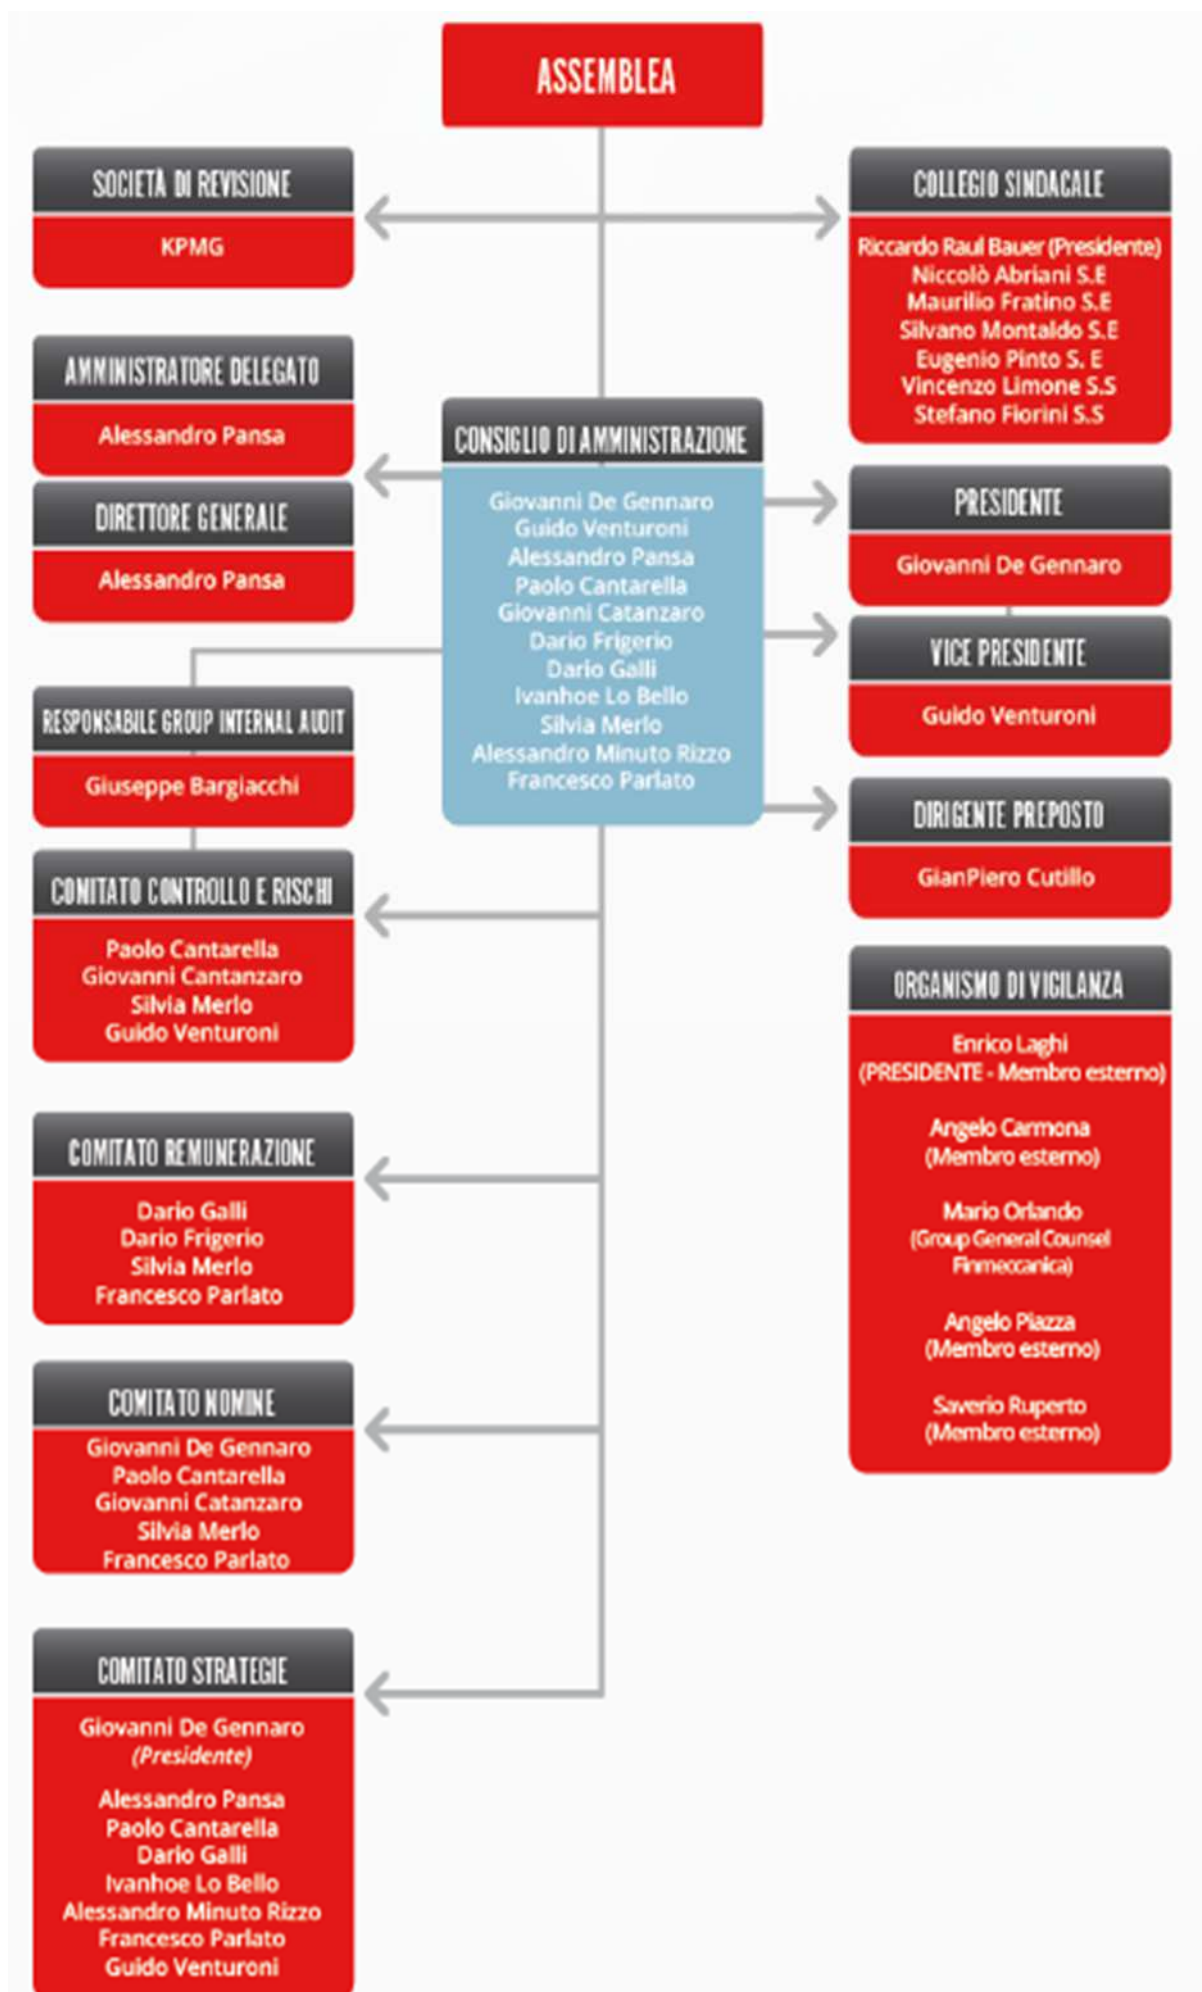 ASSEMBLEA
SOCIETÀ DI REVISIONE
KPMG
COLLEGIO SINDACALE
Riccardo Raul Bauer (Presidente)
Niccolò Abriani S.E
Maurilio Fratino S.E
Silvano Montaldo S.E
Eugenio Pinto S. E
Vincenzo Limone S.S
Stefano Fiorini S.S
AMMINISTRATORE DELEGATO
Alessandro Pansa
DIRETTORE GENERALE
Alessandro Pansa
CONSIGLIO DI AMMINISTRAZIONE
Giovanni De Gennaro
Guido Venturoni
Alessandro Pansa
Paolo Cantarella
Giovanni Catanzaro
Dario Frigerio
Dario Galli
Ivanhoe Lo Bello
Silvia Merlo
Alessandro Minuto Rizzo
Francesco Parlato
PRESIDENTE
Giovanni De Gennaro
VICE PRESIDENTE
Guido Venturoni
DIRIGENTE PREPOSTO
GianPiero Cutillo
RESPONSABILE GROUP INTERNAL AUDIT
Giuseppe Bargiacchi
COMITATO CONTROLLO E RISCHI
Paolo Cantarella
Giovanni Cantanzaro
Silvia Merlo
Guido Venturoni
ORGANISMO DI VIGILANZA
Enrico Laghi
(PRESIDENTE - Membro esterno)
Angelo Carmona
(Membro esterno)
Mario Orlando
(Group General Counsel
Finmeccanica)
Angelo Piazza
(Membro esterno)
Saverio Ruperto
(Membro esterno)
COMITATO REMUNERAZIONE
Dario Galli
Dario Frigerio
Silvia Merlo
Francesco Parlato
COMITATO NOMINE
Giovanni De Gennaro
Paolo Cantarella
Giovanni Catanzaro
Silvia Merlo
Francesco Parlato
COMITATO STRATEGIE
Giovanni De Gennaro
(Presidente)
Alessandro Pansa
Paolo Cantarella
Dario Galli
Ivanhoe Lo Bello
Alessandro Minuto Rizzo
Francesco Parlato
Guido Venturoni